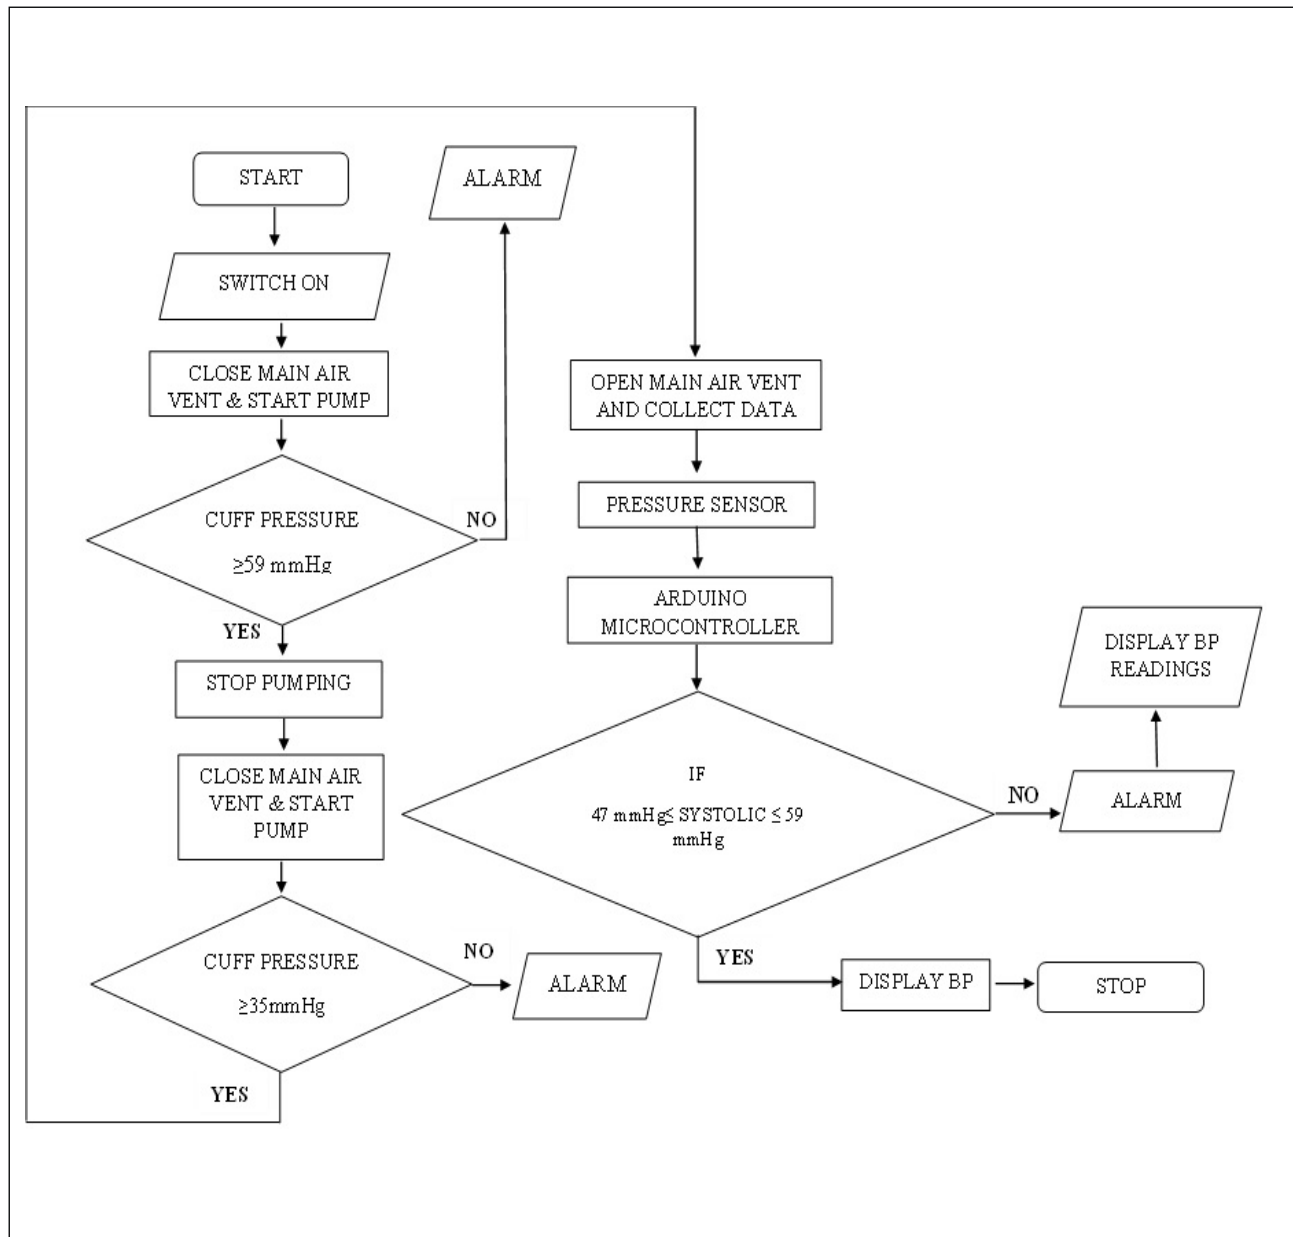 START
SWITCH ON
CLOSE MAIN AIR
VENT & START PUMP
CUFF PRESSURE
≥59 mmHg
NO
ALARM
YES
STOP PUMPING
CLOSE MAIN AIR
VENT & START
PUMP
CUFF PRESSURE
≥35mmHg
NO
ALARM
YES
OPEN MAIN AIR VENT
AND COLLECT DATA
PRESSURE SENSOR
ARDUINO
MICROCONTROLLER
IF
47 mmHg≤ SYSTOLIC ≤ 59
mmHg
NO
ALARM
DISPLAY BP
READINGS
YES
DISPLAY BP
STOP